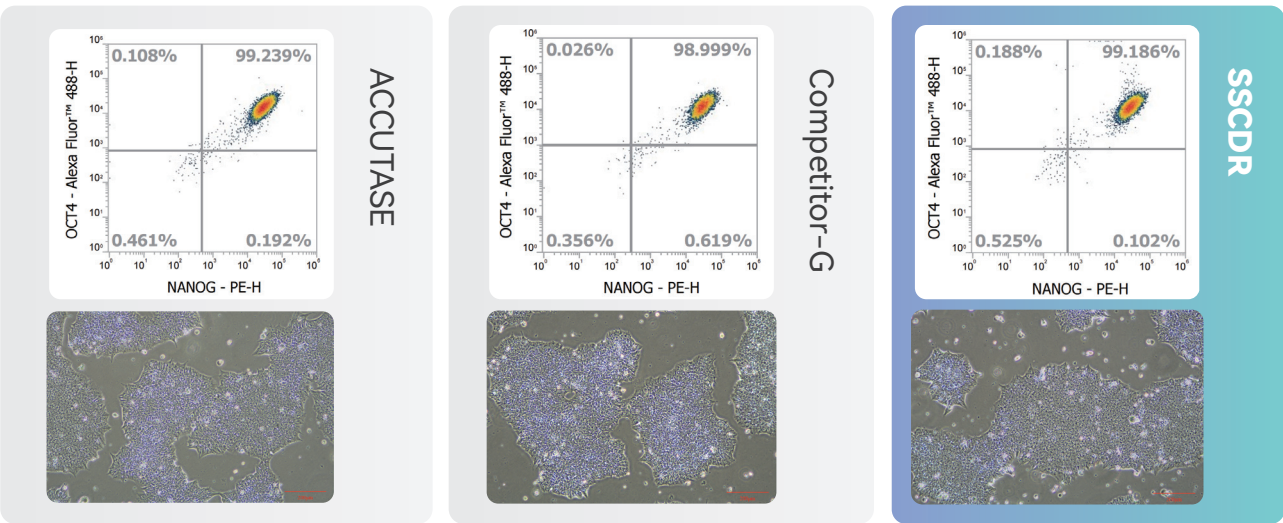 10⁶
10⁵
10⁴
10³
10²
10¹
10⁰
OCT4 - Alexa Fluor™ 488-H
0.108%
99.239%
0.461%
0.192%
10⁰ 10¹ 10² 10³ 10⁴ 10⁵ 10⁶
NANOG - PE-H
ACCUTASE
10⁶
10⁵
10⁴
10³
10²
10¹
10⁰
OCT4 - Alexa Fluor™ 488-H
0.026%
98.999%
0.356%
0.619%
10⁰ 10¹ 10² 10³ 10⁴ 10⁵ 10⁶
NANOG - PE-H
Competitor-G
10⁶
10⁵
10⁴
10³
10²
10¹
10⁰
OCT4 - Alexa Fluor™ 488-H
0.188%
99.186%
0.525%
0.102%
10⁰ 10¹ 10² 10³ 10⁴ 10⁵ 10⁶
NANOG - PE-H
SSCDR